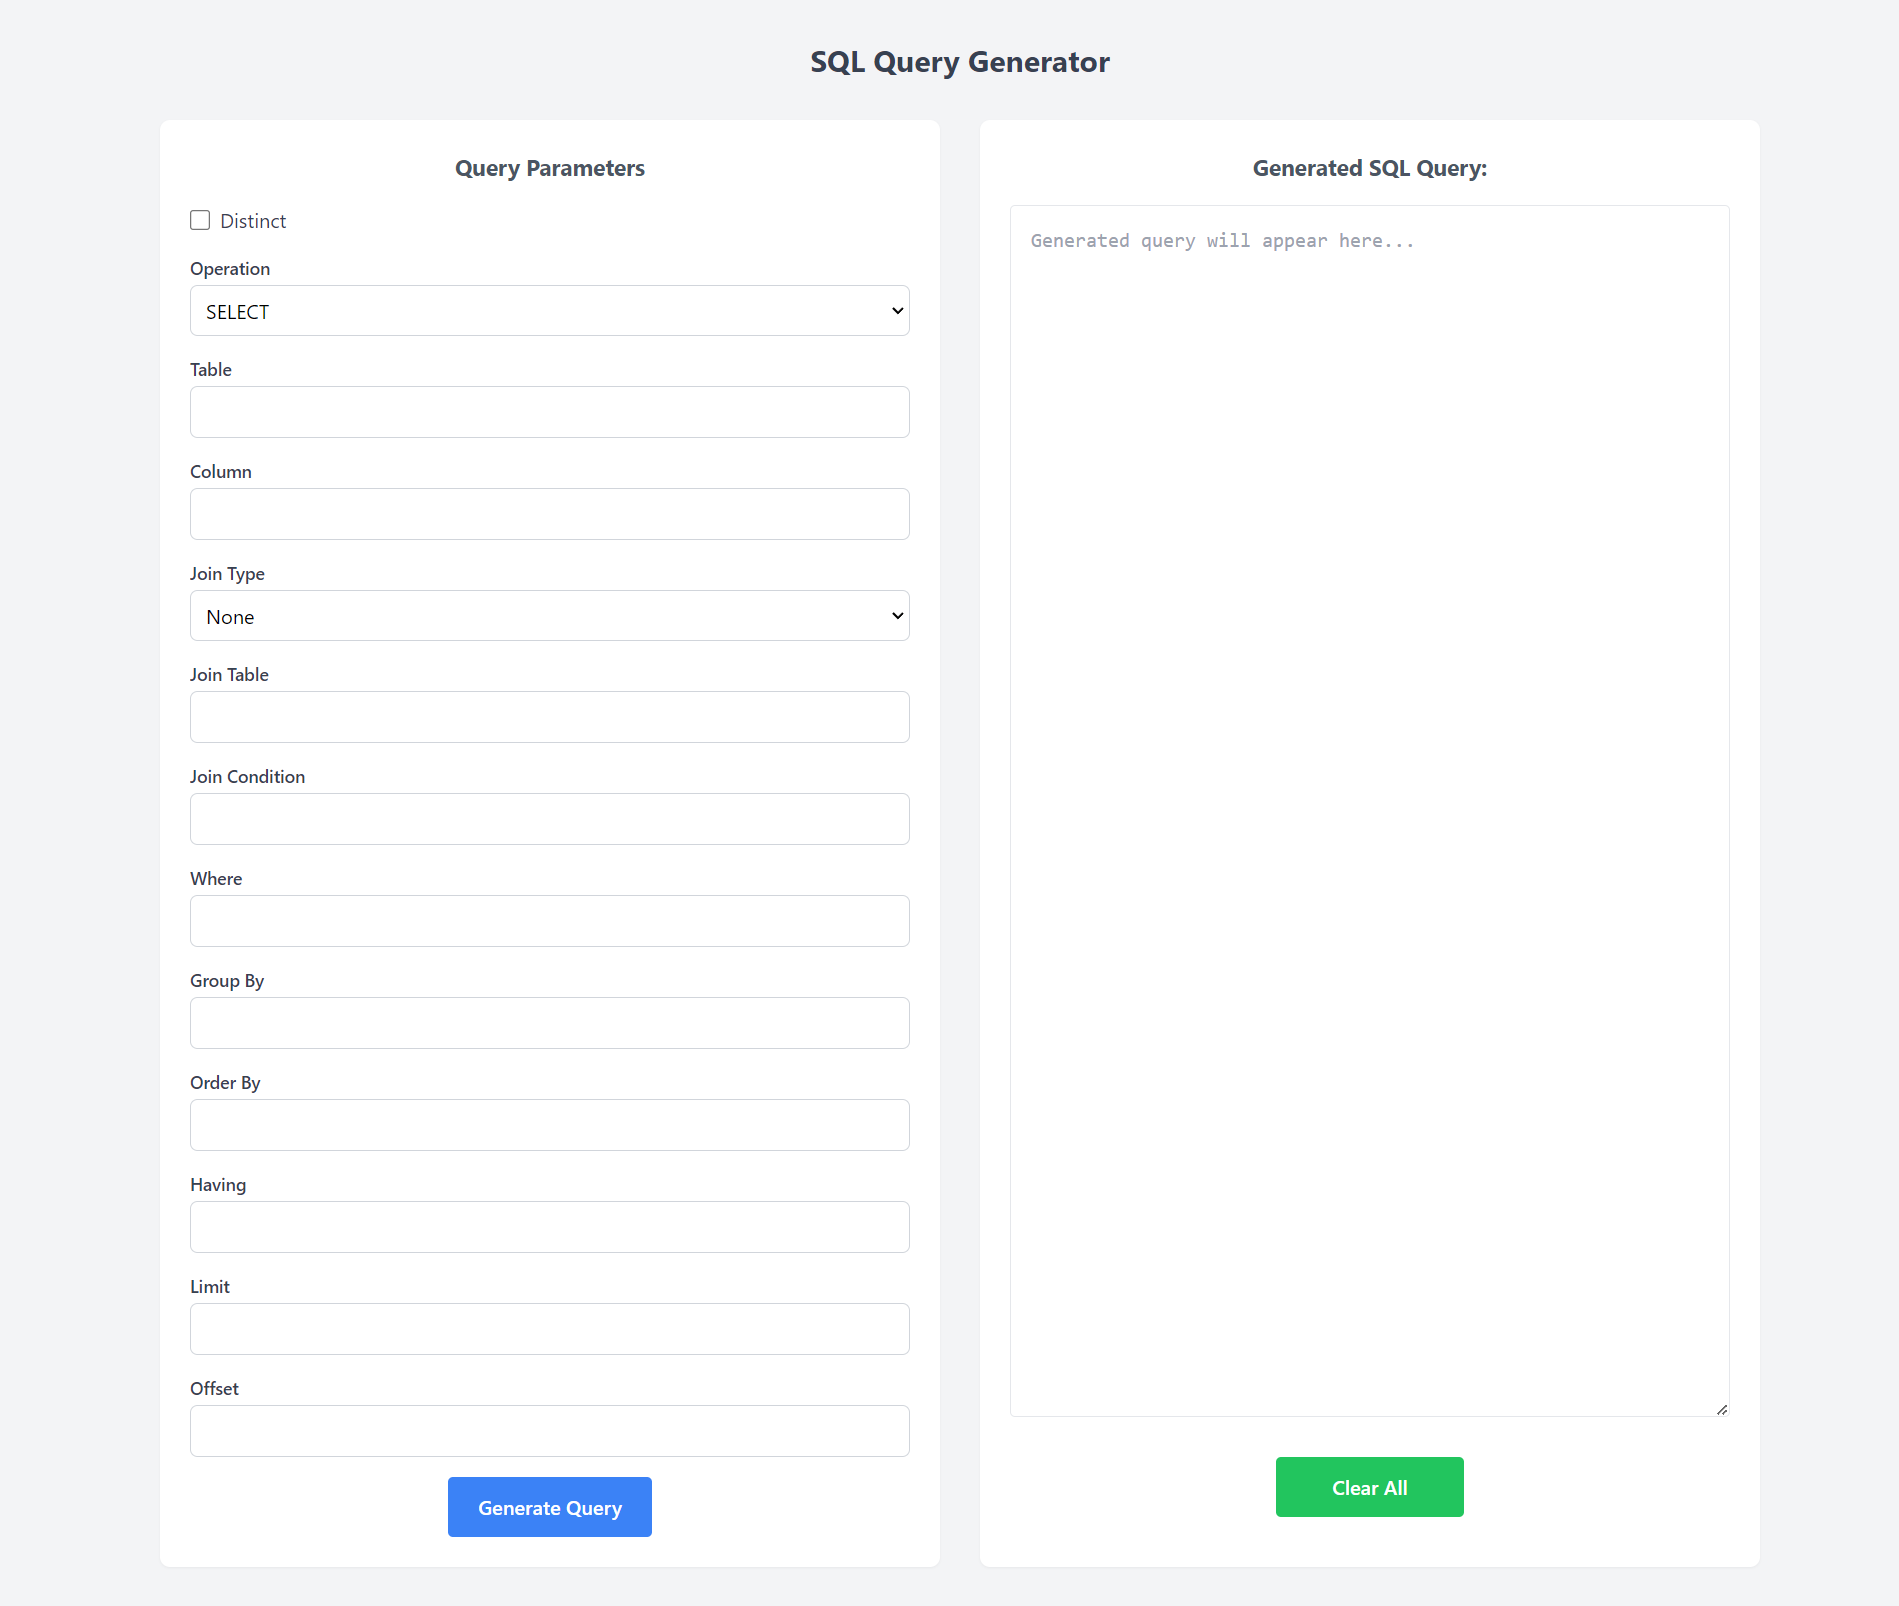 SQL Query Generator
Query Parameters
Distinct
Operation
SELECT
Table
Column
Join Type
None
Join Table
Join Condition
Where
Group By
Order By
Having
Limit
Offset
Generate Query
Generated SQL Query:
Generated query will appear here...
Clear All